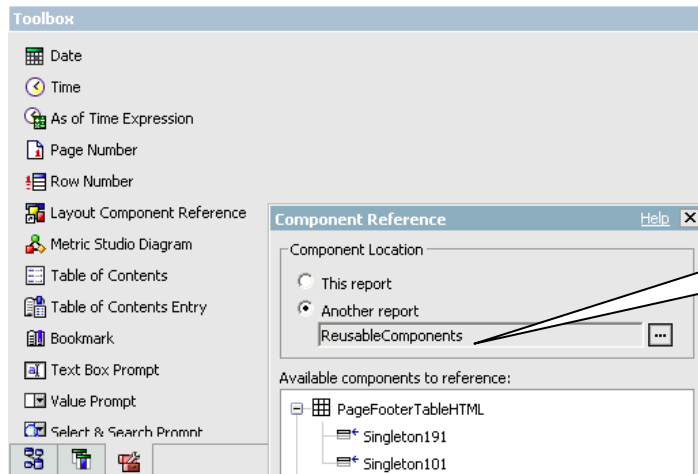 Toolbox
Date
Time
As of Time Expression
Page Number
Row Number
Layout Component Reference
Metric Studio Diagram
Table of Contents
Table of Contents Entry
Bookmark
Text Box Prompt
Value Prompt
Select & Search Prompt
Component Reference
Help
Component Location
This report
Another report
ReusableComponents
...
Available components to reference:
PageFooterTableHTML
Singleton191
Singleton101